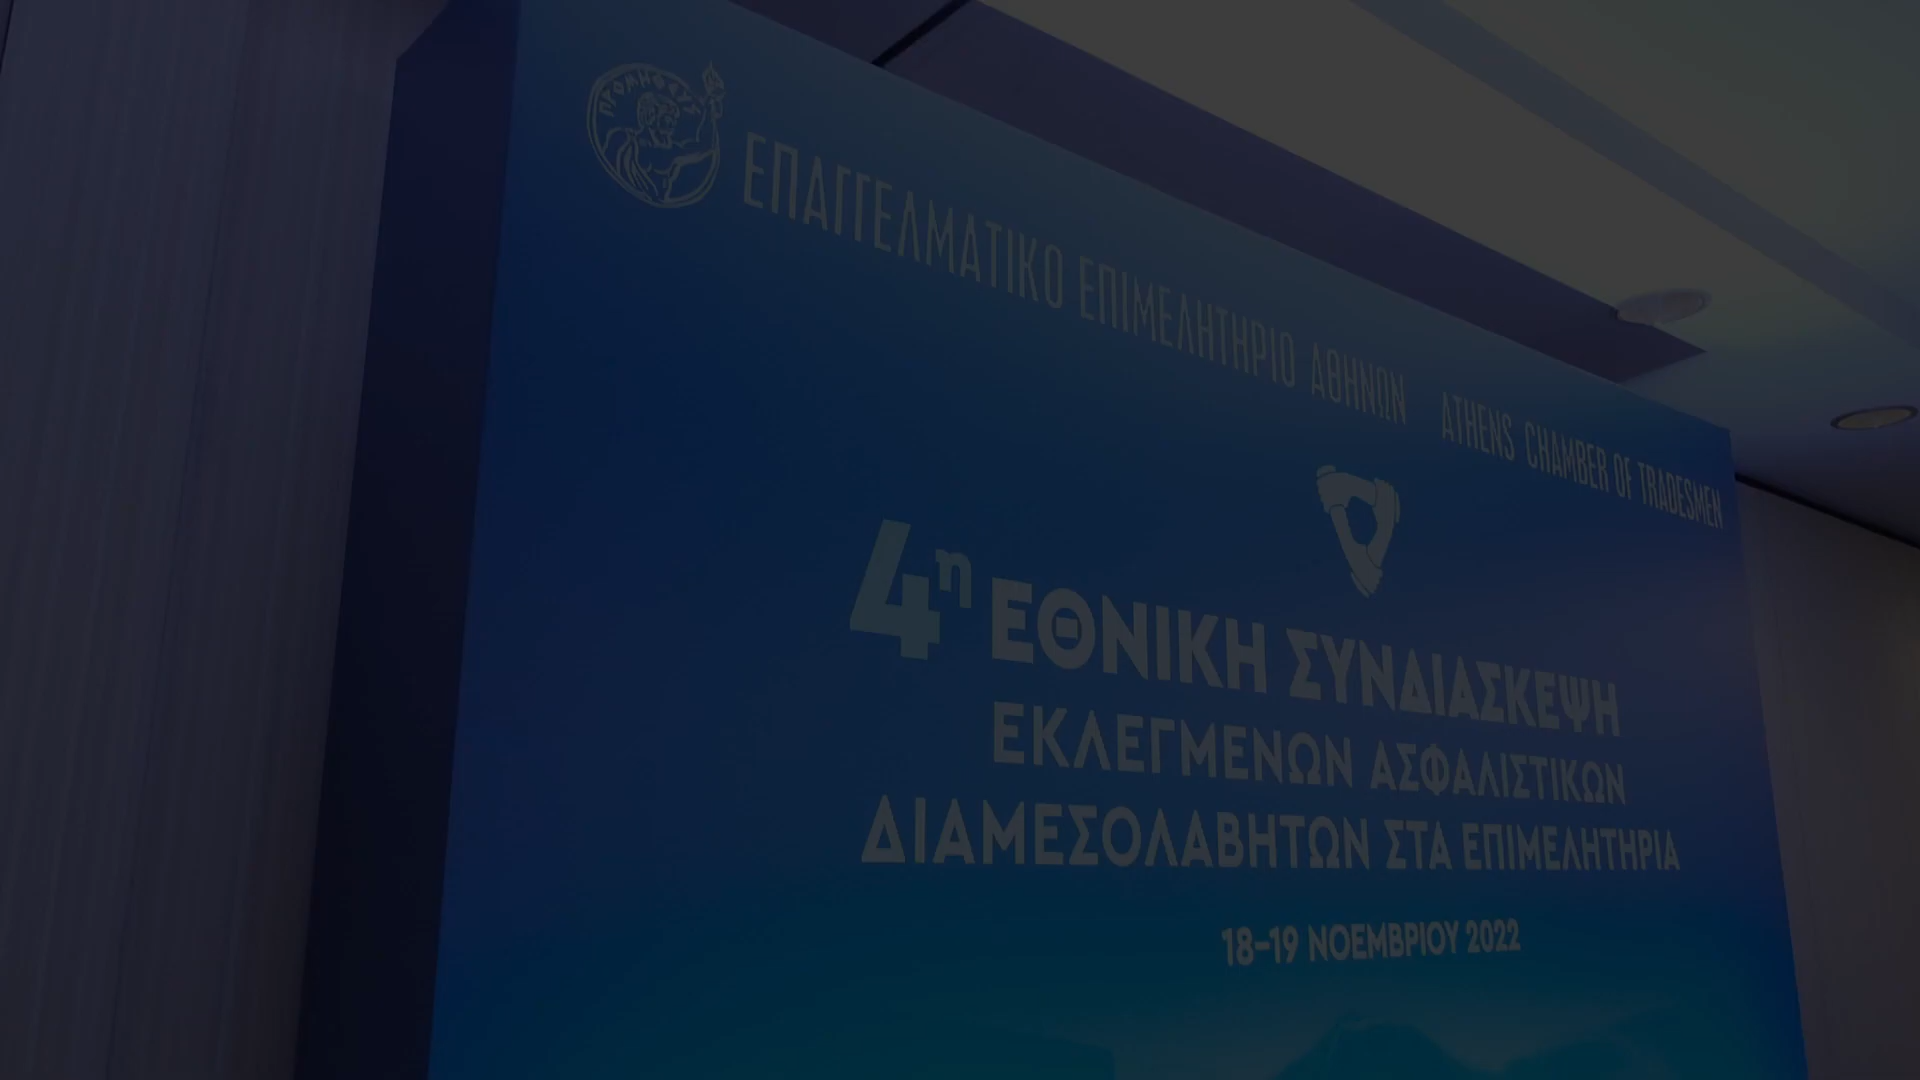 ΠΡΟΜΗΘΕΥΣ
ΕΠΑΓΓΕΛΜΑΤΙΚΟ ΕΠΙΜΕΛΗΤΗΡΙΟ ΑΘΗΝΩΝ ATHENS CHAMBER OF TRADESMEN
4η ΕΘΝΙΚΗ ΣΥΝΔΙΑΣΚΕΨΗ
ΕΚΛΕΓΜΕΝΩΝ ΑΣΦΑΛΙΣΤΙΚΩΝ
ΔΙΑΜΕΣΟΛΑΒΗΤΩΝ ΣΤΑ ΕΠΙΜΕΛΗΤΗΡΙΑ
18-19 ΝΟΕΜΒΡΙΟΥ 2022